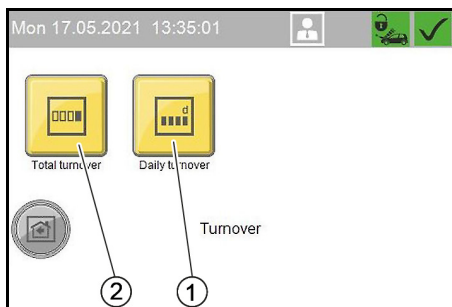 Mon 17.05.2021 13:35:01
d
Total turnover Daily turnover
Turnover
2 1